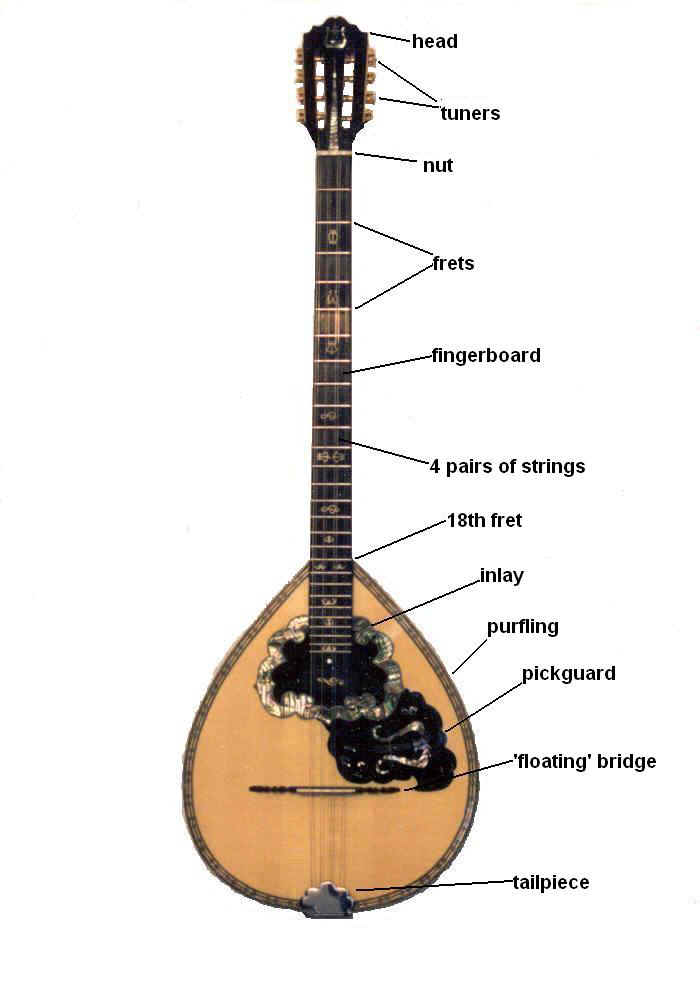 head
tuners
nut
frets
fingerboard
4 pairs of strings
18th fret
inlay
purfling
pickguard
'floating' bridge
tailpiece